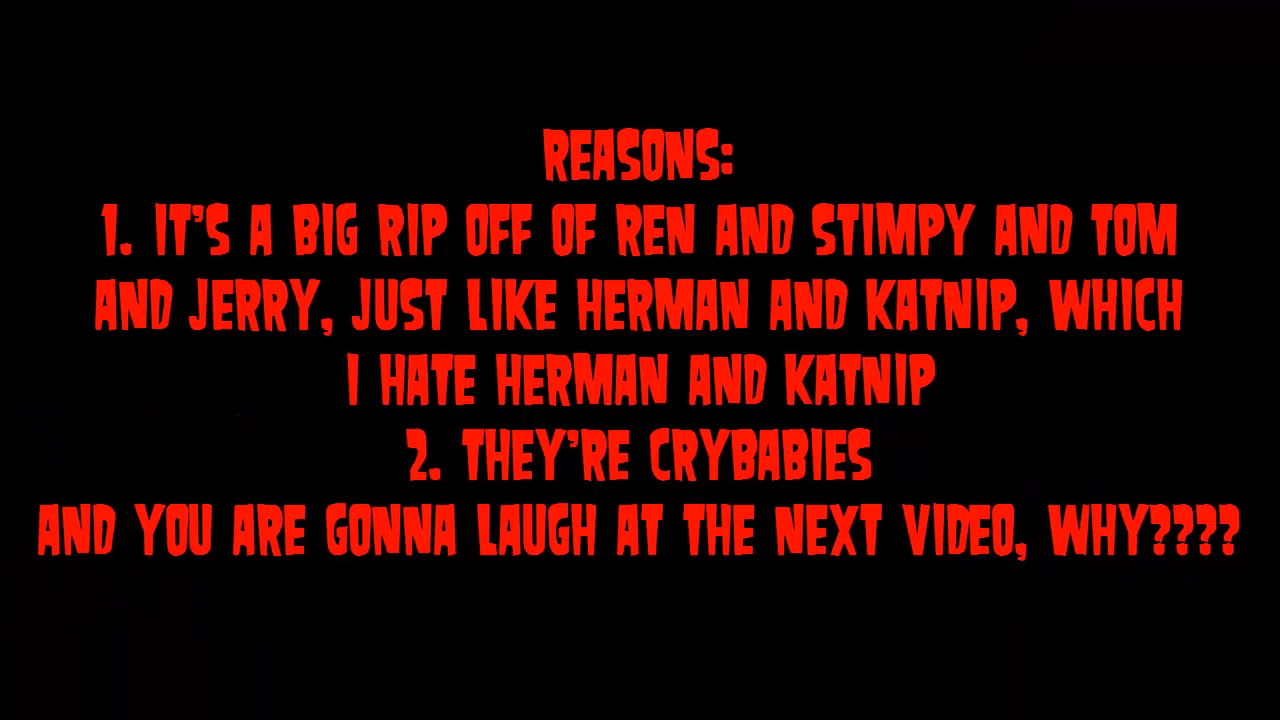 REASONS:
1. IT'S A BIG RIP OFF OF REN AND STIMPY AND TOM
AND JERRY, JUST LIKE HERMAN AND KATNIP, WHICH
I HATE HERMAN AND KATNIP
2. THEY'RE CRYBABIES
AND YOU ARE GONNA LAUGH AT THE NEXT VIDEO, WHY????